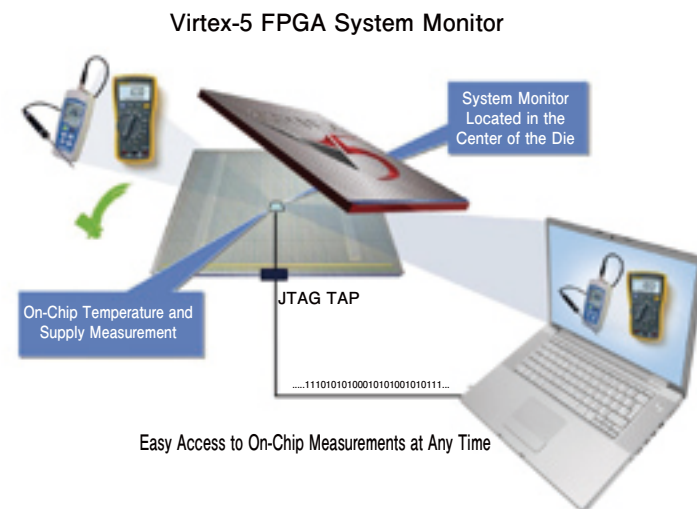 Virtex-5 FPGA System Monitor
System Monitor
Located in the
Center of the Die
On-Chip Temperature and
Supply Measurement
JTAG TAP
.....11101010100010101001010111...
Easy Access to On-Chip Measurements at Any Time